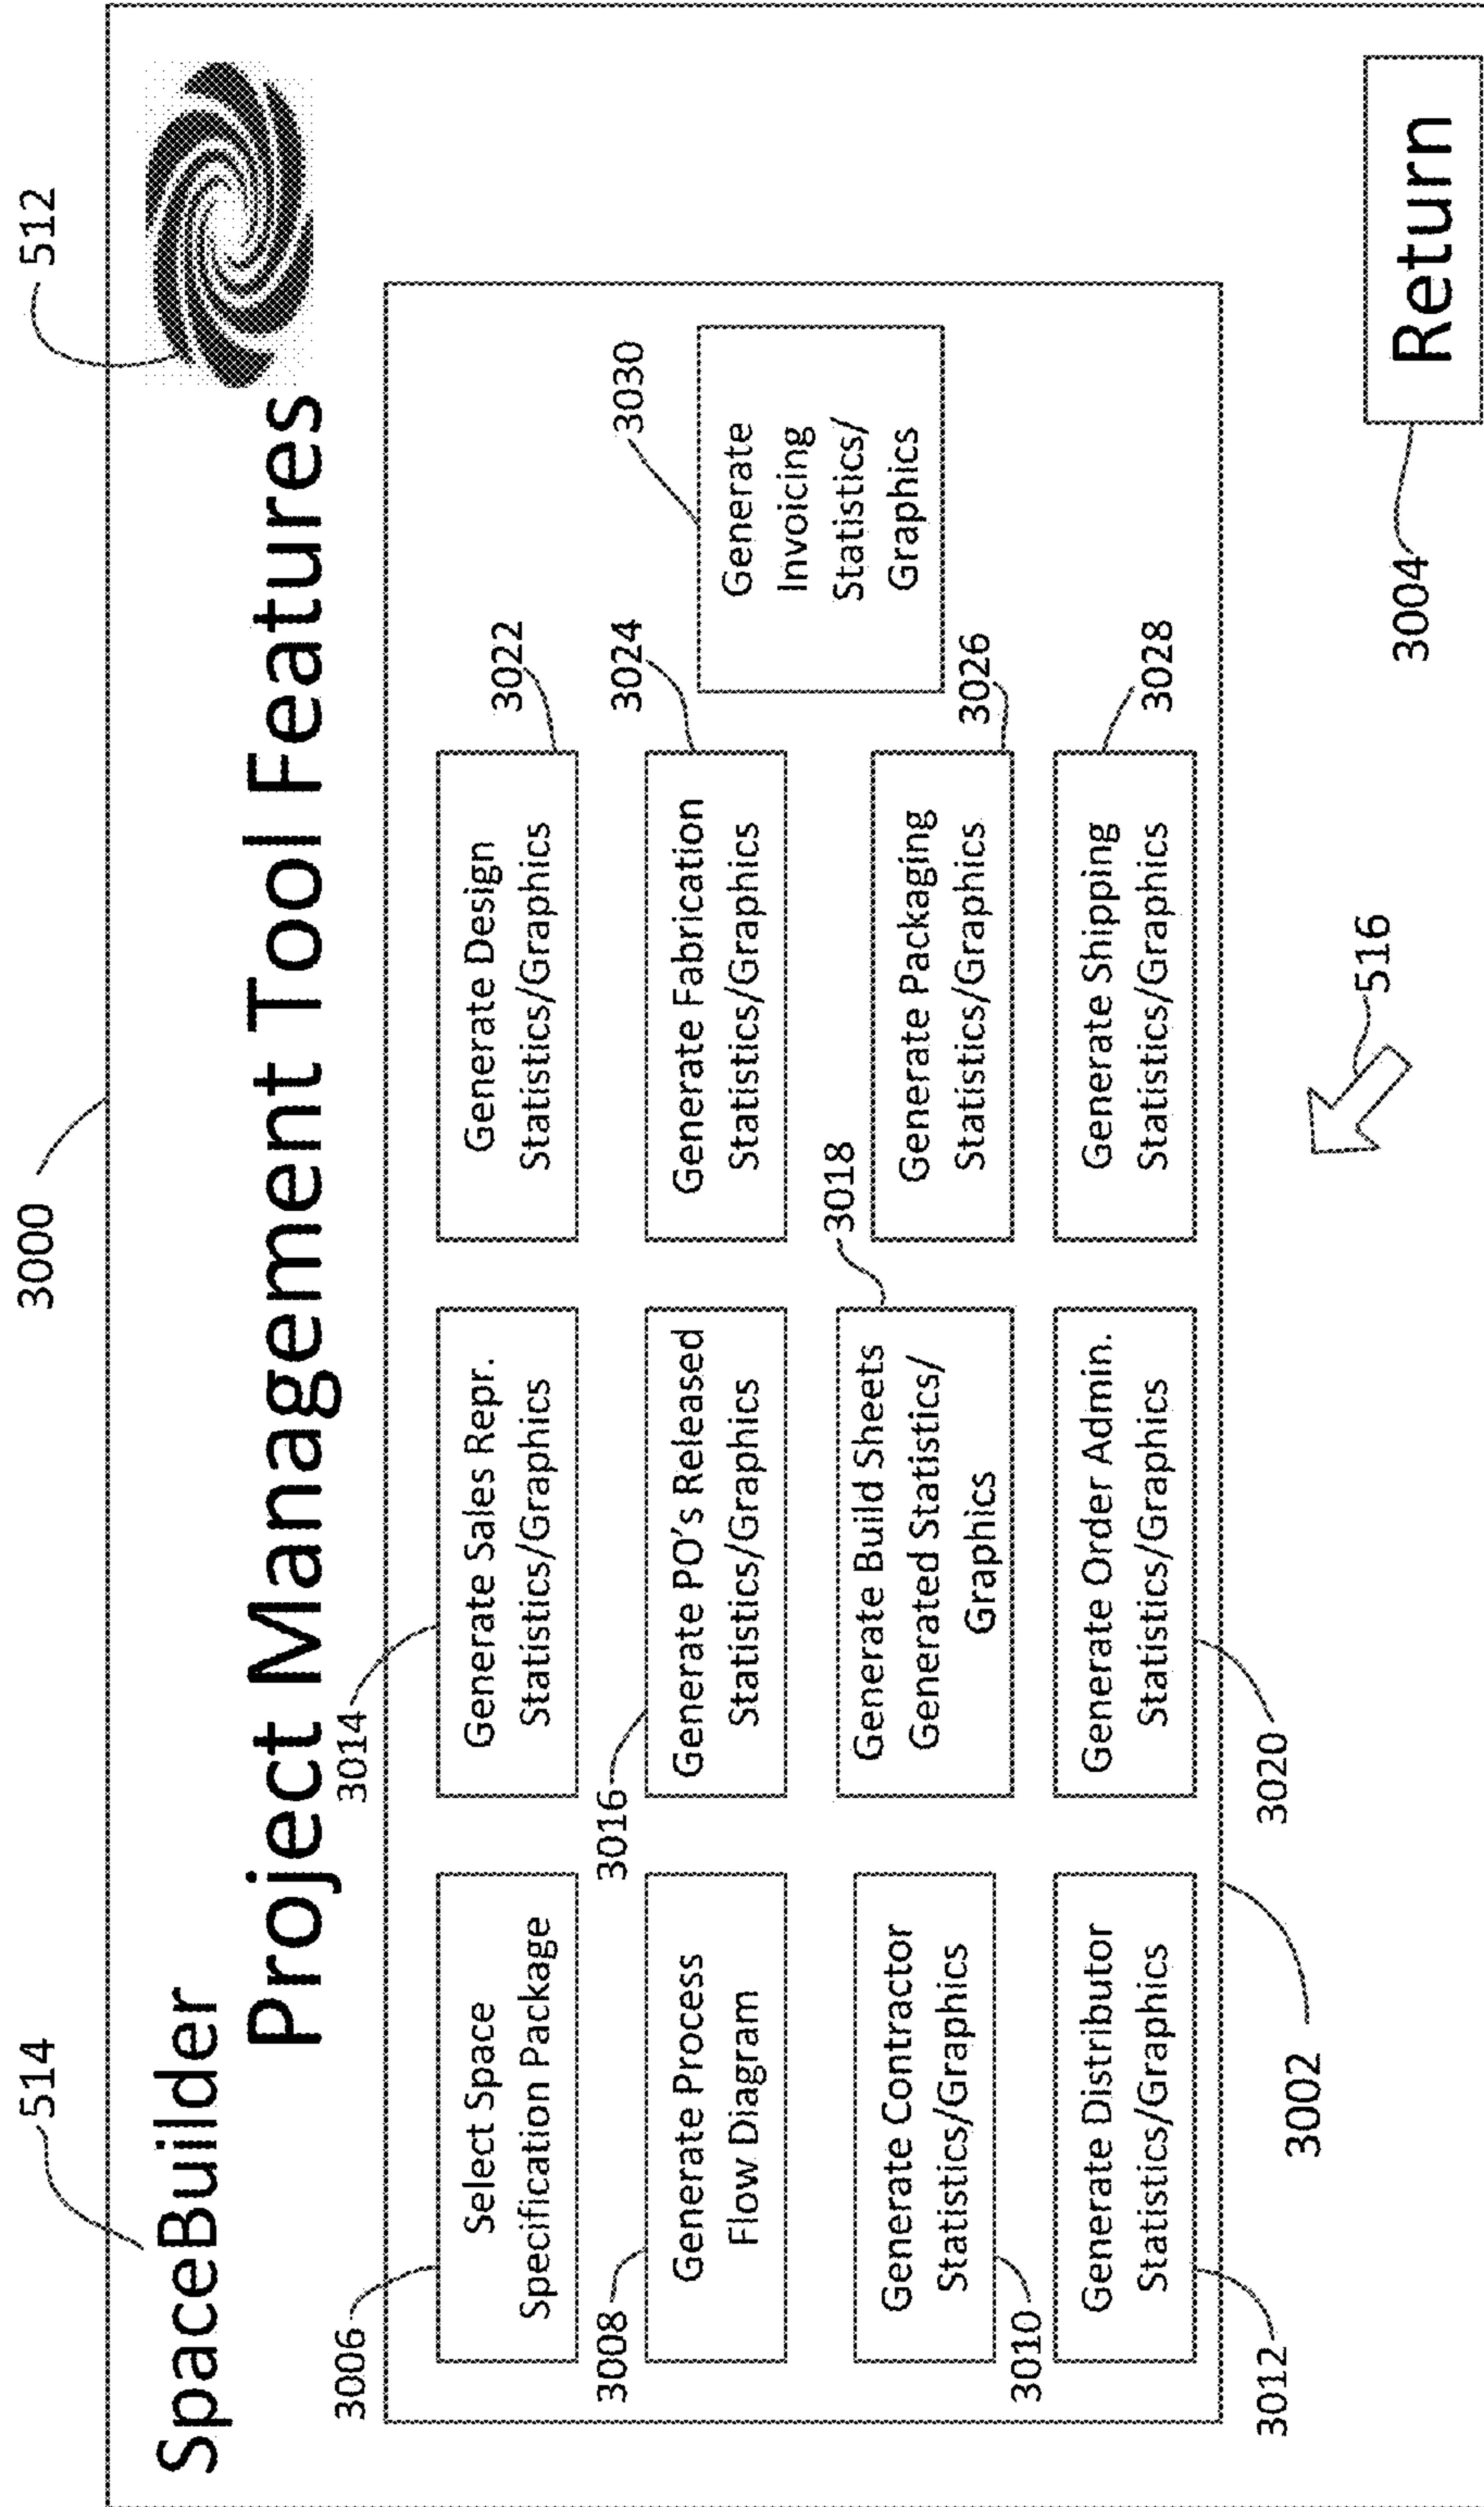 514
3000
512
SpaceBuilder
Project Management Tool Features
3006
Select Space
Specification Package
3008
Generate Process
Flow Diagram
3010
Generate Contractor
Statistics/Graphics
3012
Generate Distributor
Statistics/Graphics
3002
3014
Generate Sales Repr.
Statistics/Graphics
3016
Generate PO's Released
Statistics/Graphics
3018
Generate Build Sheets
Generated Statistics/
Graphics
3020
Generate Order Admin.
Statistics/Graphics
3022
Generate Design
Statistics/Graphics
3024
Generate Fabrication
Statistics/Graphics
3026
Generate Packaging
Statistics/Graphics
3028
Generate Shipping
Statistics/Graphics
3030
Generate
Invoicing
Statistics/
Graphics
516
3004
Return